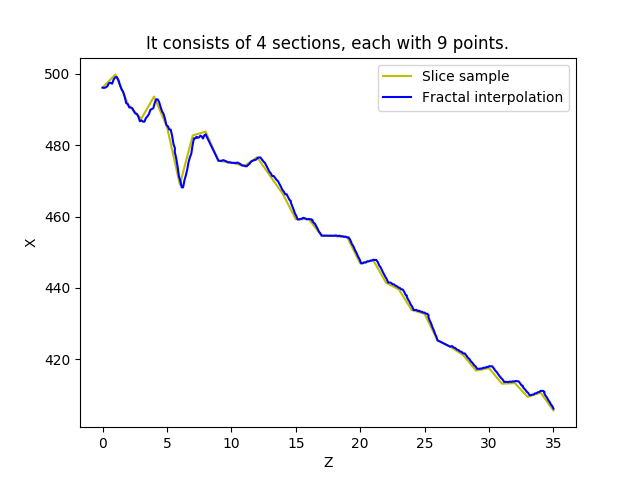 It consists of 4 sections, each with 9 points.
Slice sample
Fractal interpolation
500
480
460
440
420
X
0 5 10 15 20 25 30 35
Z